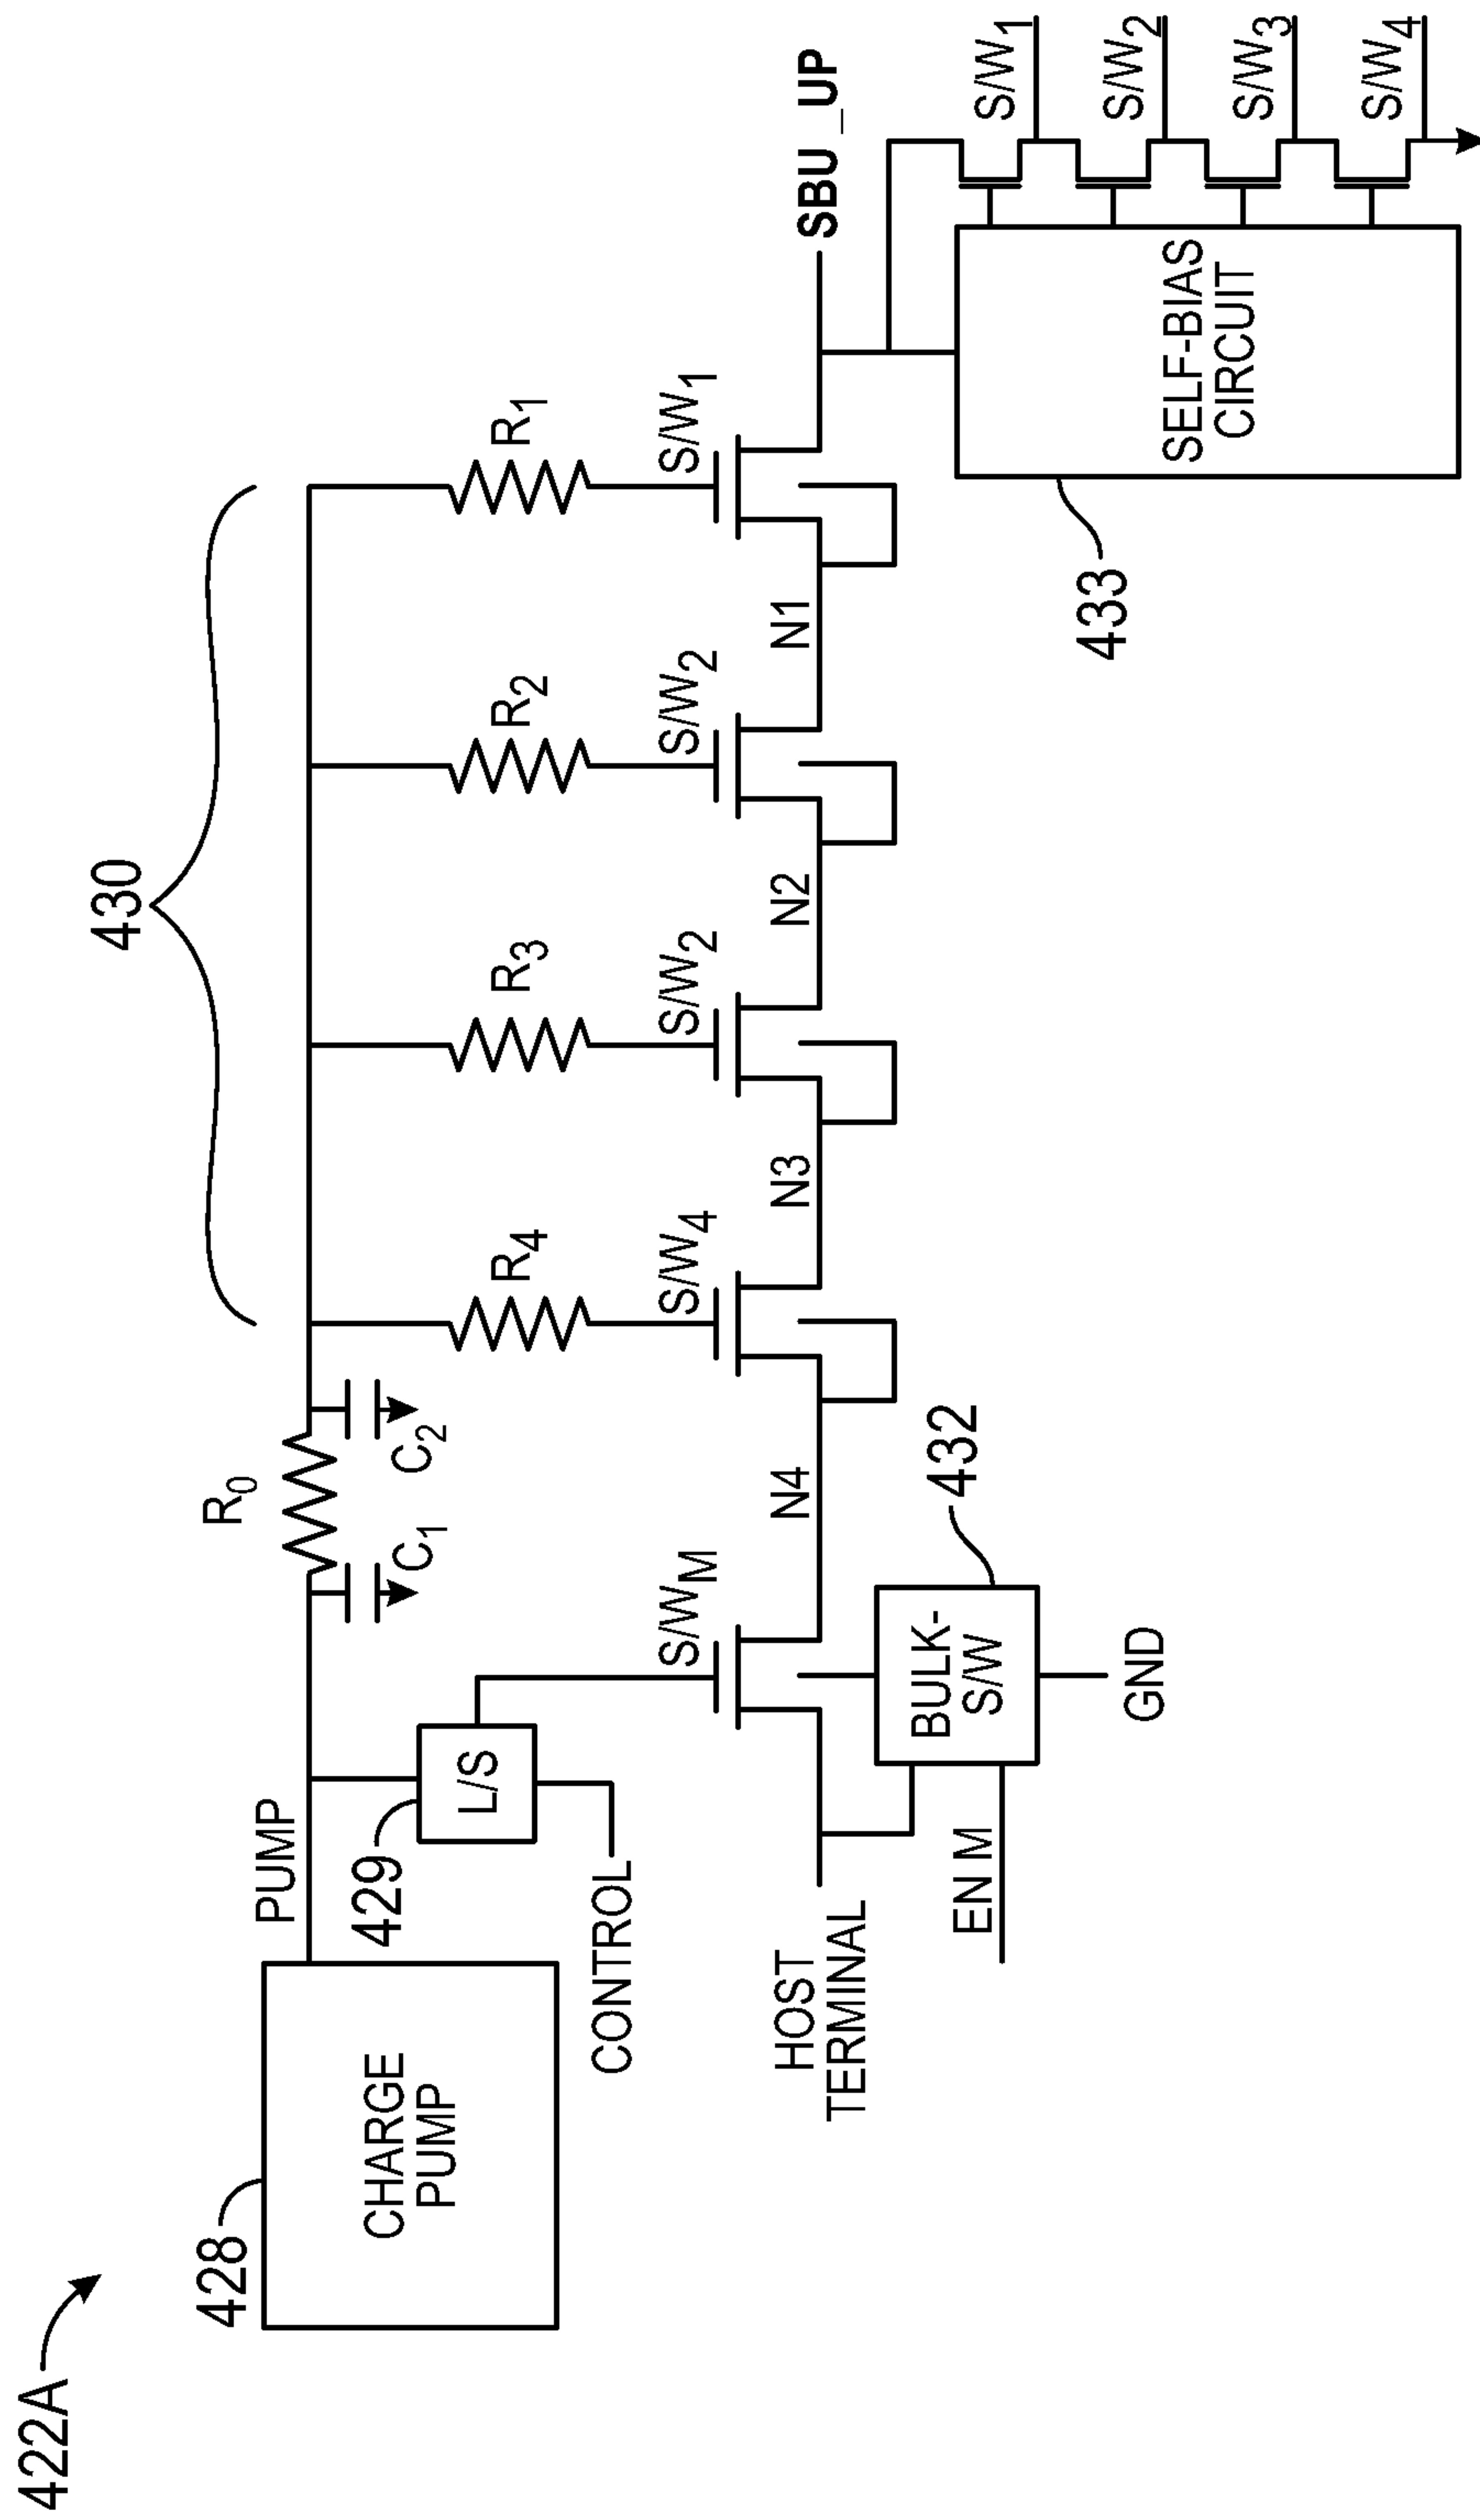 422A
430
428
CHARGE
PUMP
PUMP
R0
C1
C2
R4
R3
R2
R1
429
L/S
CONTROL
S/WM
S/W4
S/W2
S/W2
S/W1
HOST
TERMINAL
N4
N3
N2
N1
SBU_UP
EN M
BULK-
S/W
432
GND
433
SELF-BIAS
CIRCUIT
S/W1
S/W2
S/W3
S/W4